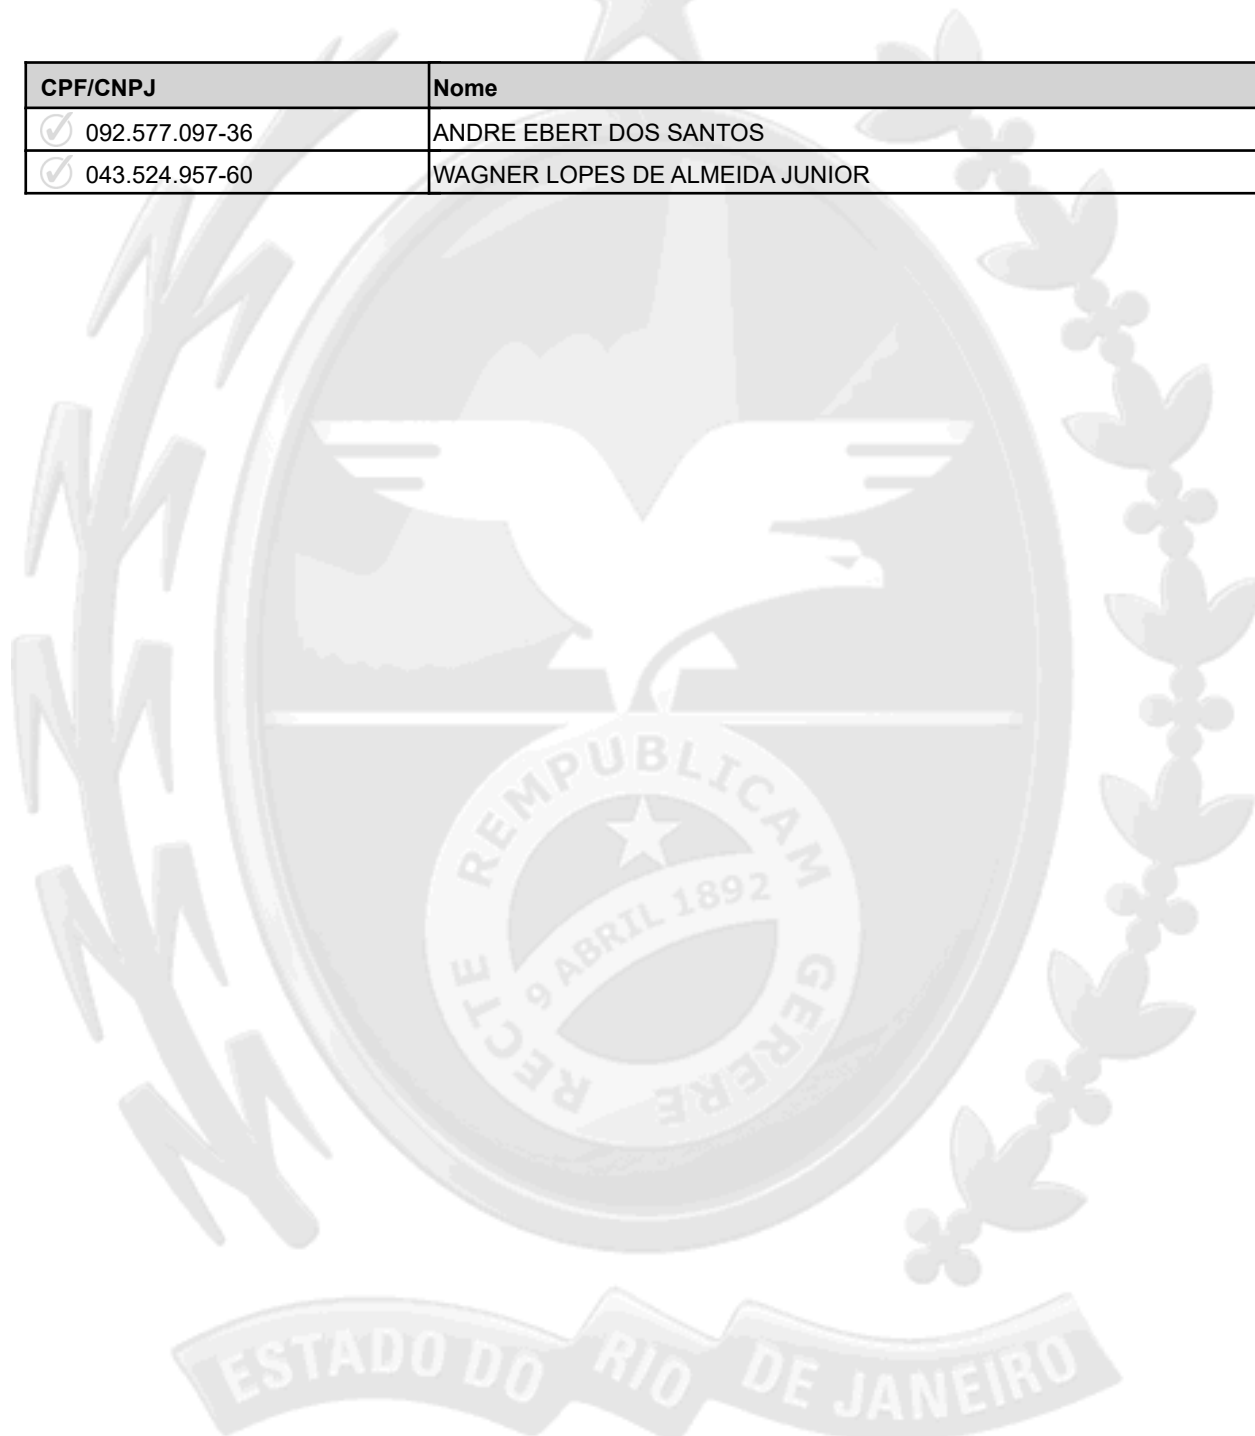 CPF/CNPJ Nome
092.577.097-36 ANDRE EBERT DOS SANTOS
043.524.957-60 WAGNER LOPES DE ALMEIDA JUNIOR
RECTE REMPUBLICAM GERERE
9 ABRIL 1892
ESTADO DO RIO DE JANEIRO